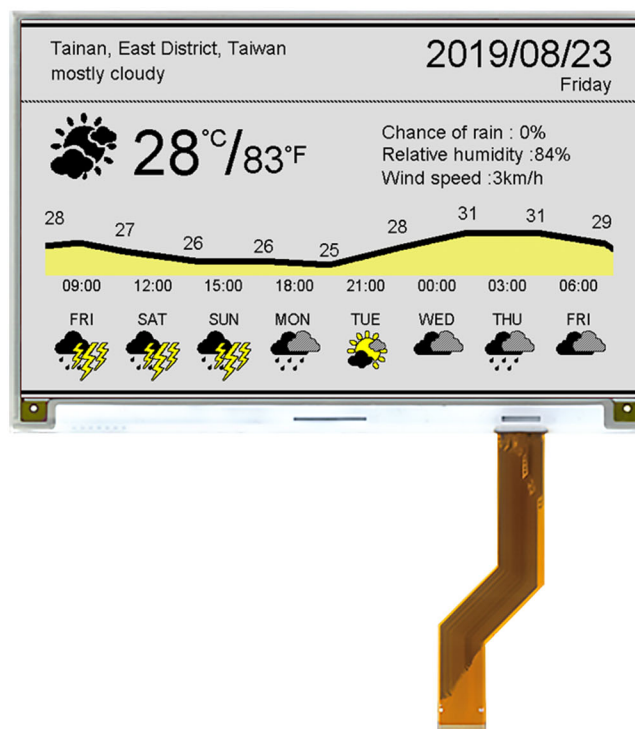 Tainan, East District, Taiwan
mostly cloudy
2019/08/23
Friday
28°C/83°F
Chance of rain : 0%
Relative humidity :84%
Wind speed :3km/h
28 27 26 26 25 28 31 31 29
09:00 12:00 15:00 18:00 21:00 00:00 03:00 06:00
FRI SAT SUN MON TUE WED THU FRI